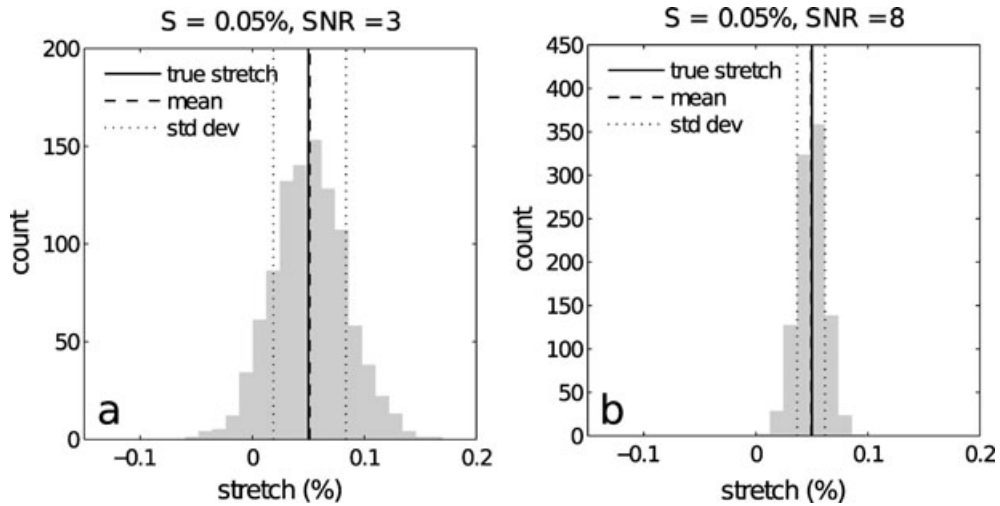 S = 0.05%, SNR =3
200
150
100
50
0
count
true stretch
mean
std dev
a
−0.1
0
0.1
0.2
stretch (%)
S = 0.05%, SNR =8
450
400
350
300
250
200
150
100
50
0
count
true stretch
mean
std dev
b
−0.1
0
0.1
0.2
stretch (%)